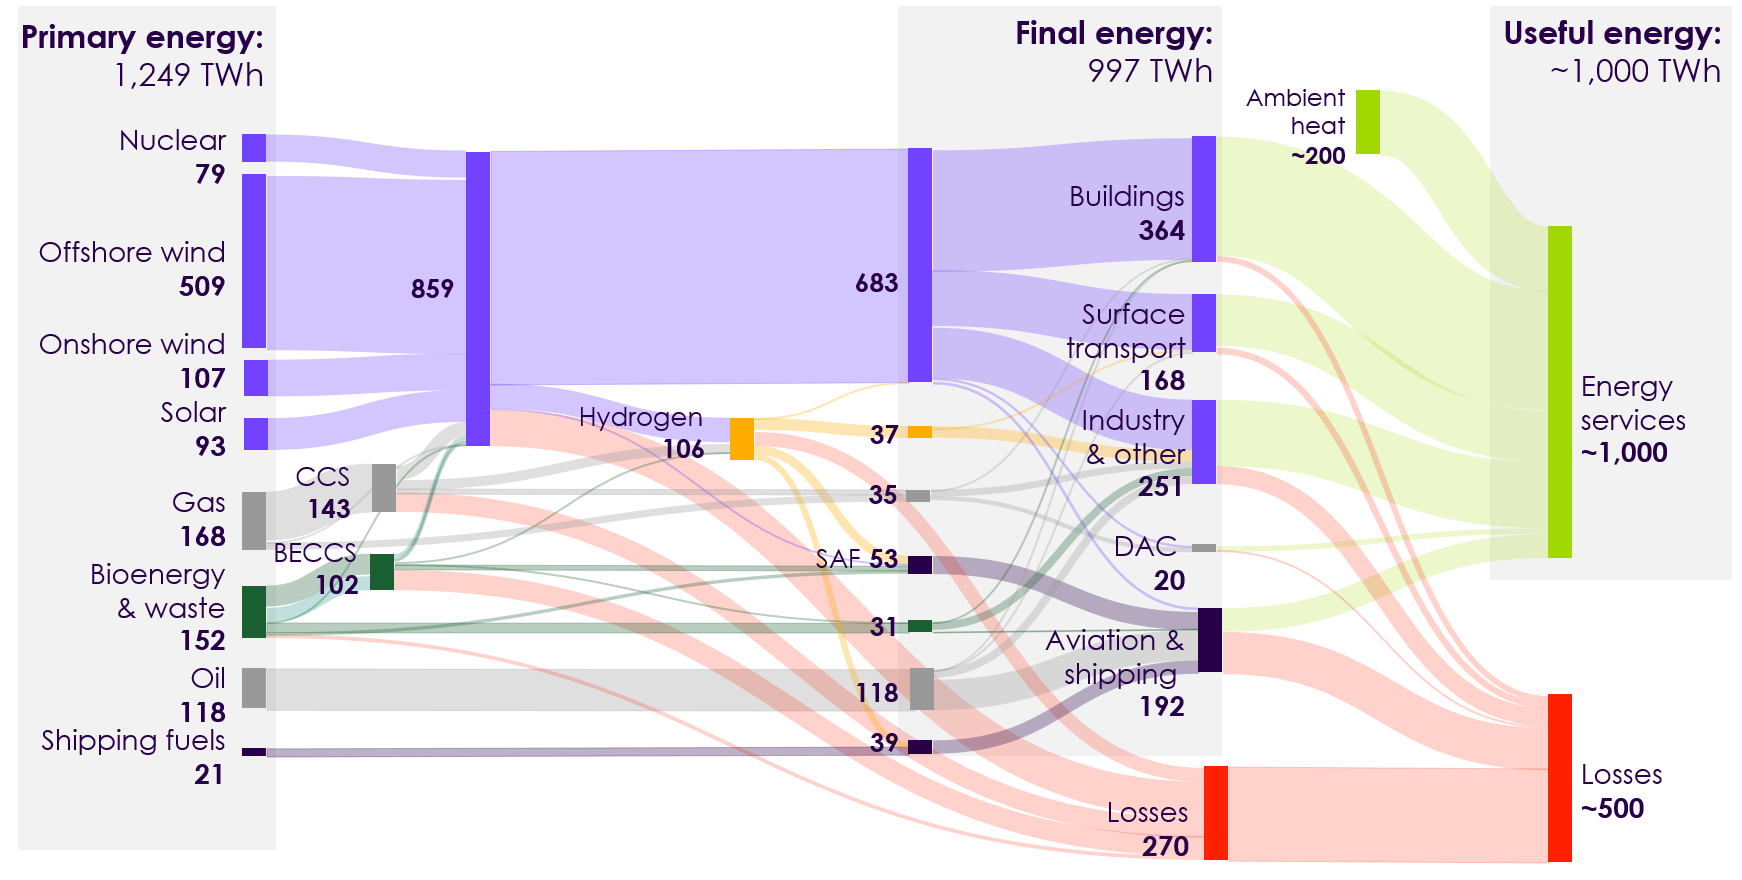 Primary energy:
1,249 TWh
Nuclear
79
Offshore wind
509
Onshore wind
107
Solar
93
Gas
168
Bioenergy
& waste
152
Oil
118
Shipping fuels
21
CCS
143
BECCS
102
859
Hydrogen
106
Final energy:
997 TWh
683
37
35
SAF 53
31
118
39
Buildings
364
Surface
transport
168
Industry
& other
251
DAC
20
Aviation &
shipping
192
Losses
270
Ambient
heat
~200
Useful energy:
~1,000 TWh
Energy
services
~1,000
Losses
~500